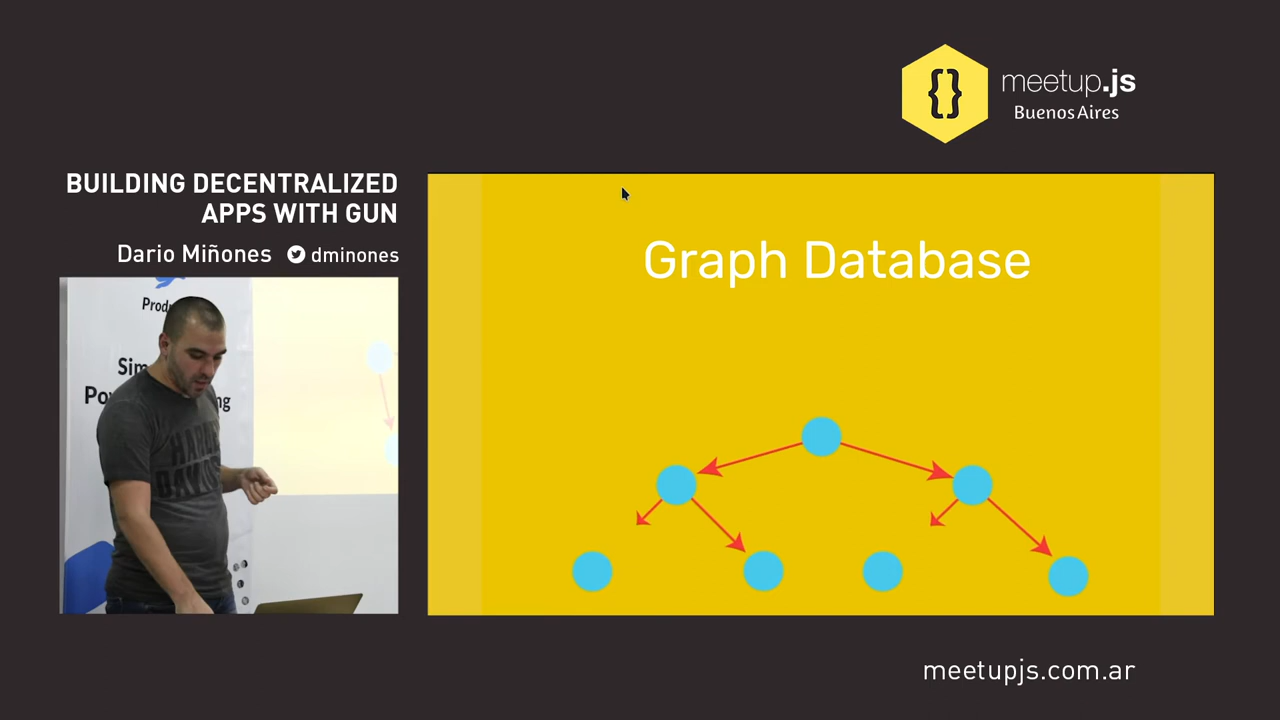 {} meetup.js
Buenos Aires
BUILDING DECENTRALIZED
APPS WITH GUN
Dario Miñones dminones
Graph Database
meetupjs.com.ar